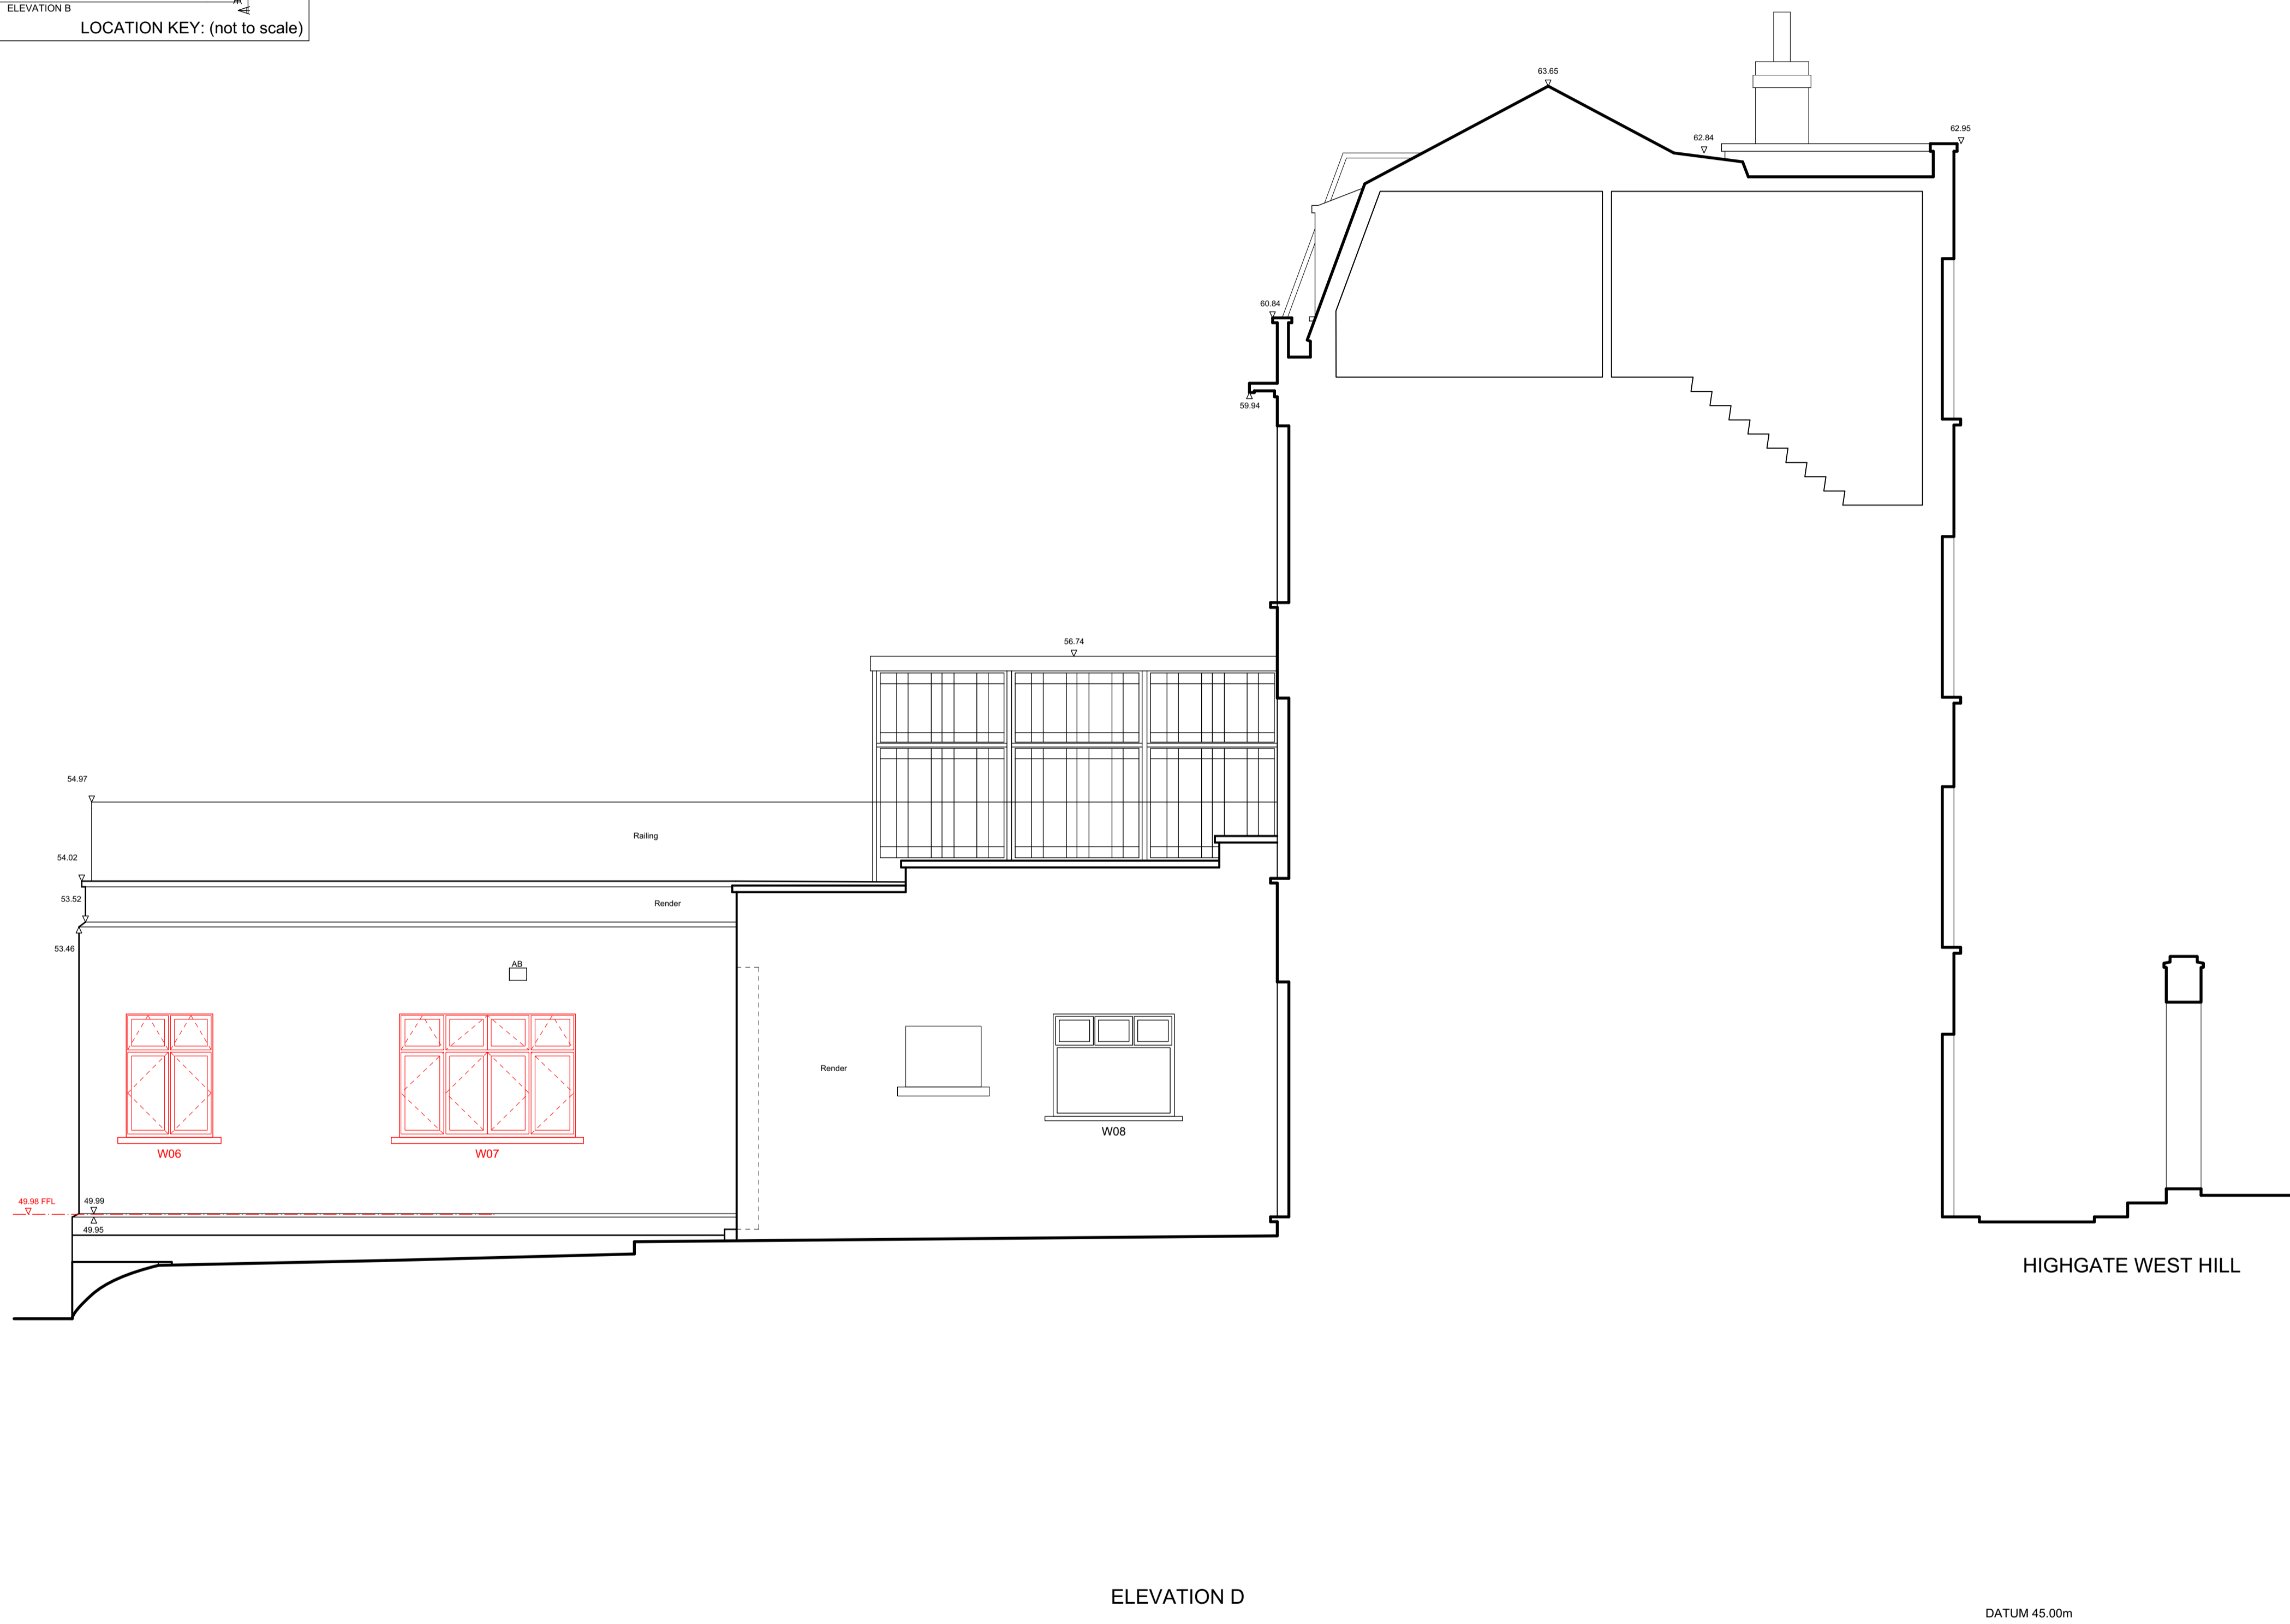 ELEVATION B
LOCATION KEY: (not to scale)
63.65
62.95
62.84
60.84
59.94
56.74
54.97
Railing
54.02
53.52
Render
53.46
AB
Render
W08
W06
W07
49.98 FFL
49.99
49.95
HIGHGATE WEST HILL
ELEVATION D
DATUM 45.00m